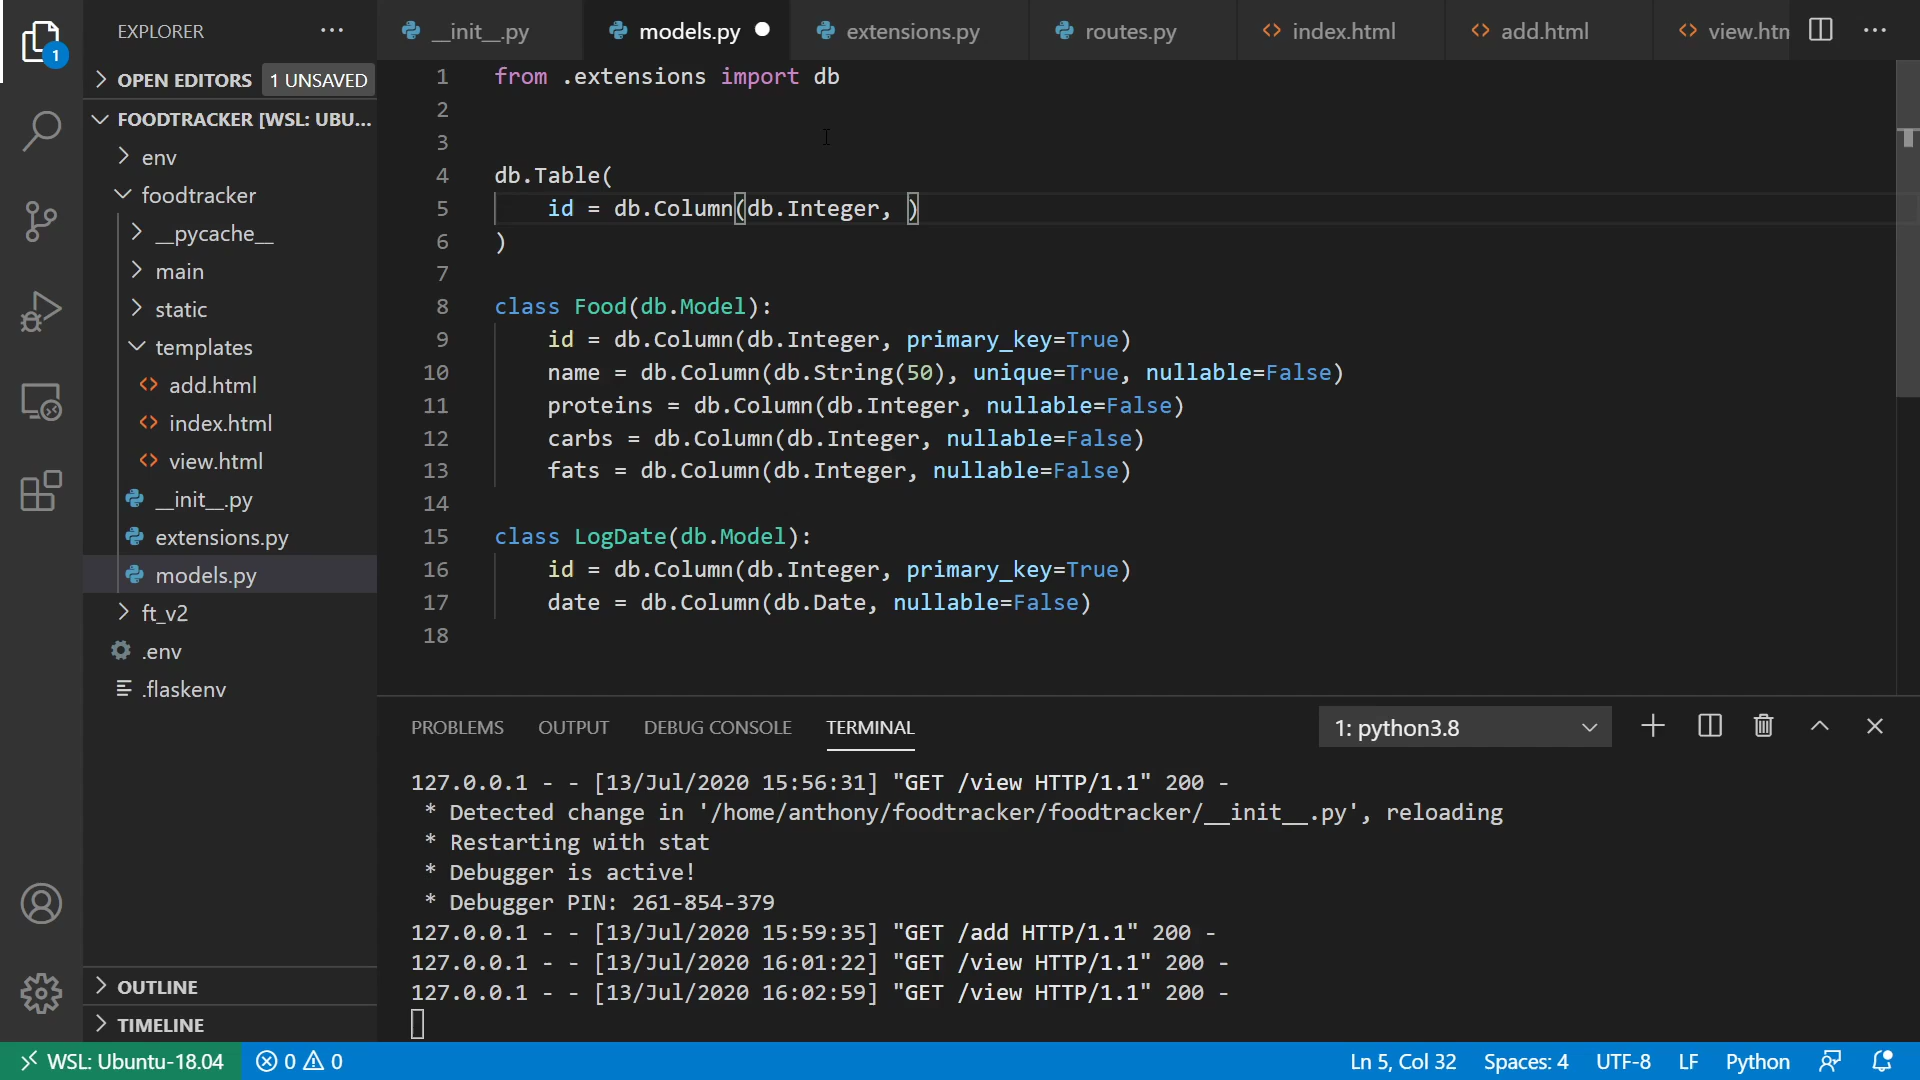 EXPLORER
OPEN EDITORS 1 UNSAVED
FOODTRACKER [WSL: UBU...
env
foodtracker
__pycache__
main
static
templates
add.html
index.html
view.html
__init__.py
extensions.py
models.py
ft_v2
.env
.flaskenv
OUTLINE
TIMELINE
1
__init__.py models.py extensions.py routes.py index.html add.html view.htm
1 from .extensions import db
2
3
4 db.Table(
5 id = db.Column(db.Integer, )
6 )
7
8 class Food(db.Model):
9 id = db.Column(db.Integer, primary_key=True)
10 name = db.Column(db.String(50), unique=True, nullable=False)
11 proteins = db.Column(db.Integer, nullable=False)
12 carbs = db.Column(db.Integer, nullable=False)
13 fats = db.Column(db.Integer, nullable=False)
14
15 class LogDate(db.Model):
16 id = db.Column(db.Integer, primary_key=True)
17 date = db.Column(db.Date, nullable=False)
18
PROBLEMS OUTPUT DEBUG CONSOLE TERMINAL 1: python3.8
127.0.0.1 - - [13/Jul/2020 15:56:31] "GET /view HTTP/1.1" 200 -
* Detected change in '/home/anthony/foodtracker/foodtracker/__init__.py', reloading
* Restarting with stat
* Debugger is active!
* Debugger PIN: 261-854-379
127.0.0.1 - - [13/Jul/2020 15:59:35] "GET /add HTTP/1.1" 200 -
127.0.0.1 - - [13/Jul/2020 16:01:22] "GET /view HTTP/1.1" 200 -
127.0.0.1 - - [13/Jul/2020 16:02:59] "GET /view HTTP/1.1" 200 -
WSL: Ubuntu-18.04 0 0 Ln 5, Col 32 Spaces: 4 UTF-8 LF Python